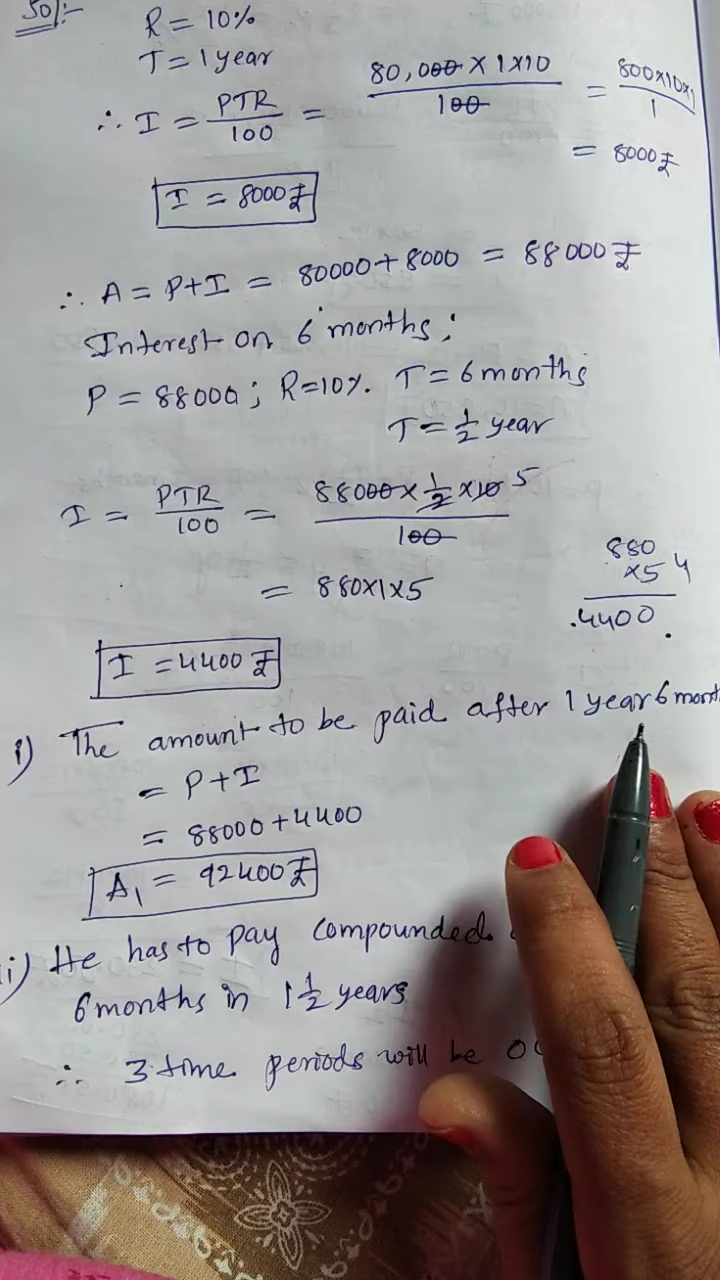 Sol:-
R = 10%
T = 1 year
∴ I = PTR/100 = 80,000 × 1 × 10/100 = 800×10×1/1
= 8000 ₹
I = 8000 ₹
∴ A = P+I = 80000+8000 = 88000 ₹
Interest on 6 months:
P = 88000; R=10%. T = 6 months
T = 1/2 year
I = PTR/100 = 88000 × 1/2 × 10 5/100
= 880×1×5
880
×5 4
4400
I = 4400 ₹
i) The amount to be paid after 1 year 6 mont
= P+I
= 88000 + 4400
A₁ = 92400 ₹
ii) He has to pay compounded
6 months in 1 1/2 years
∴ 3 time periods will be